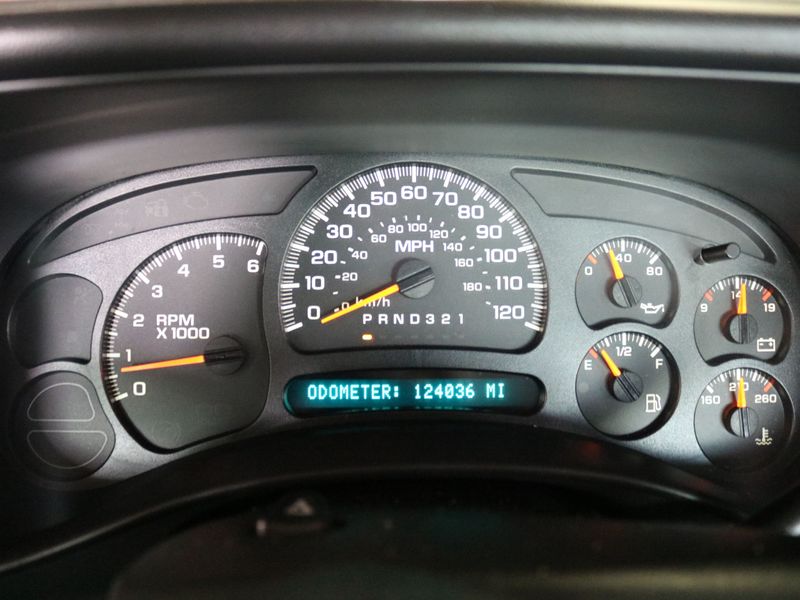 0 1 2 3 4 5 6
RPM
X 1000
0 10 20 30 40 50 60 70 80 90 100 110 120
0 20 40 60 80 100 120 140 160 180
MPH
km/h
P R N D 3 2 1
ODOMETER: 124036 MI
0 40 80
9 14 19
E 1/2 F
160 210 260